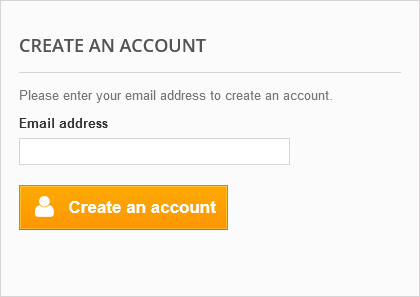 CREATE AN ACCOUNT
Please enter your email address to create an account.
Email address
Create an account